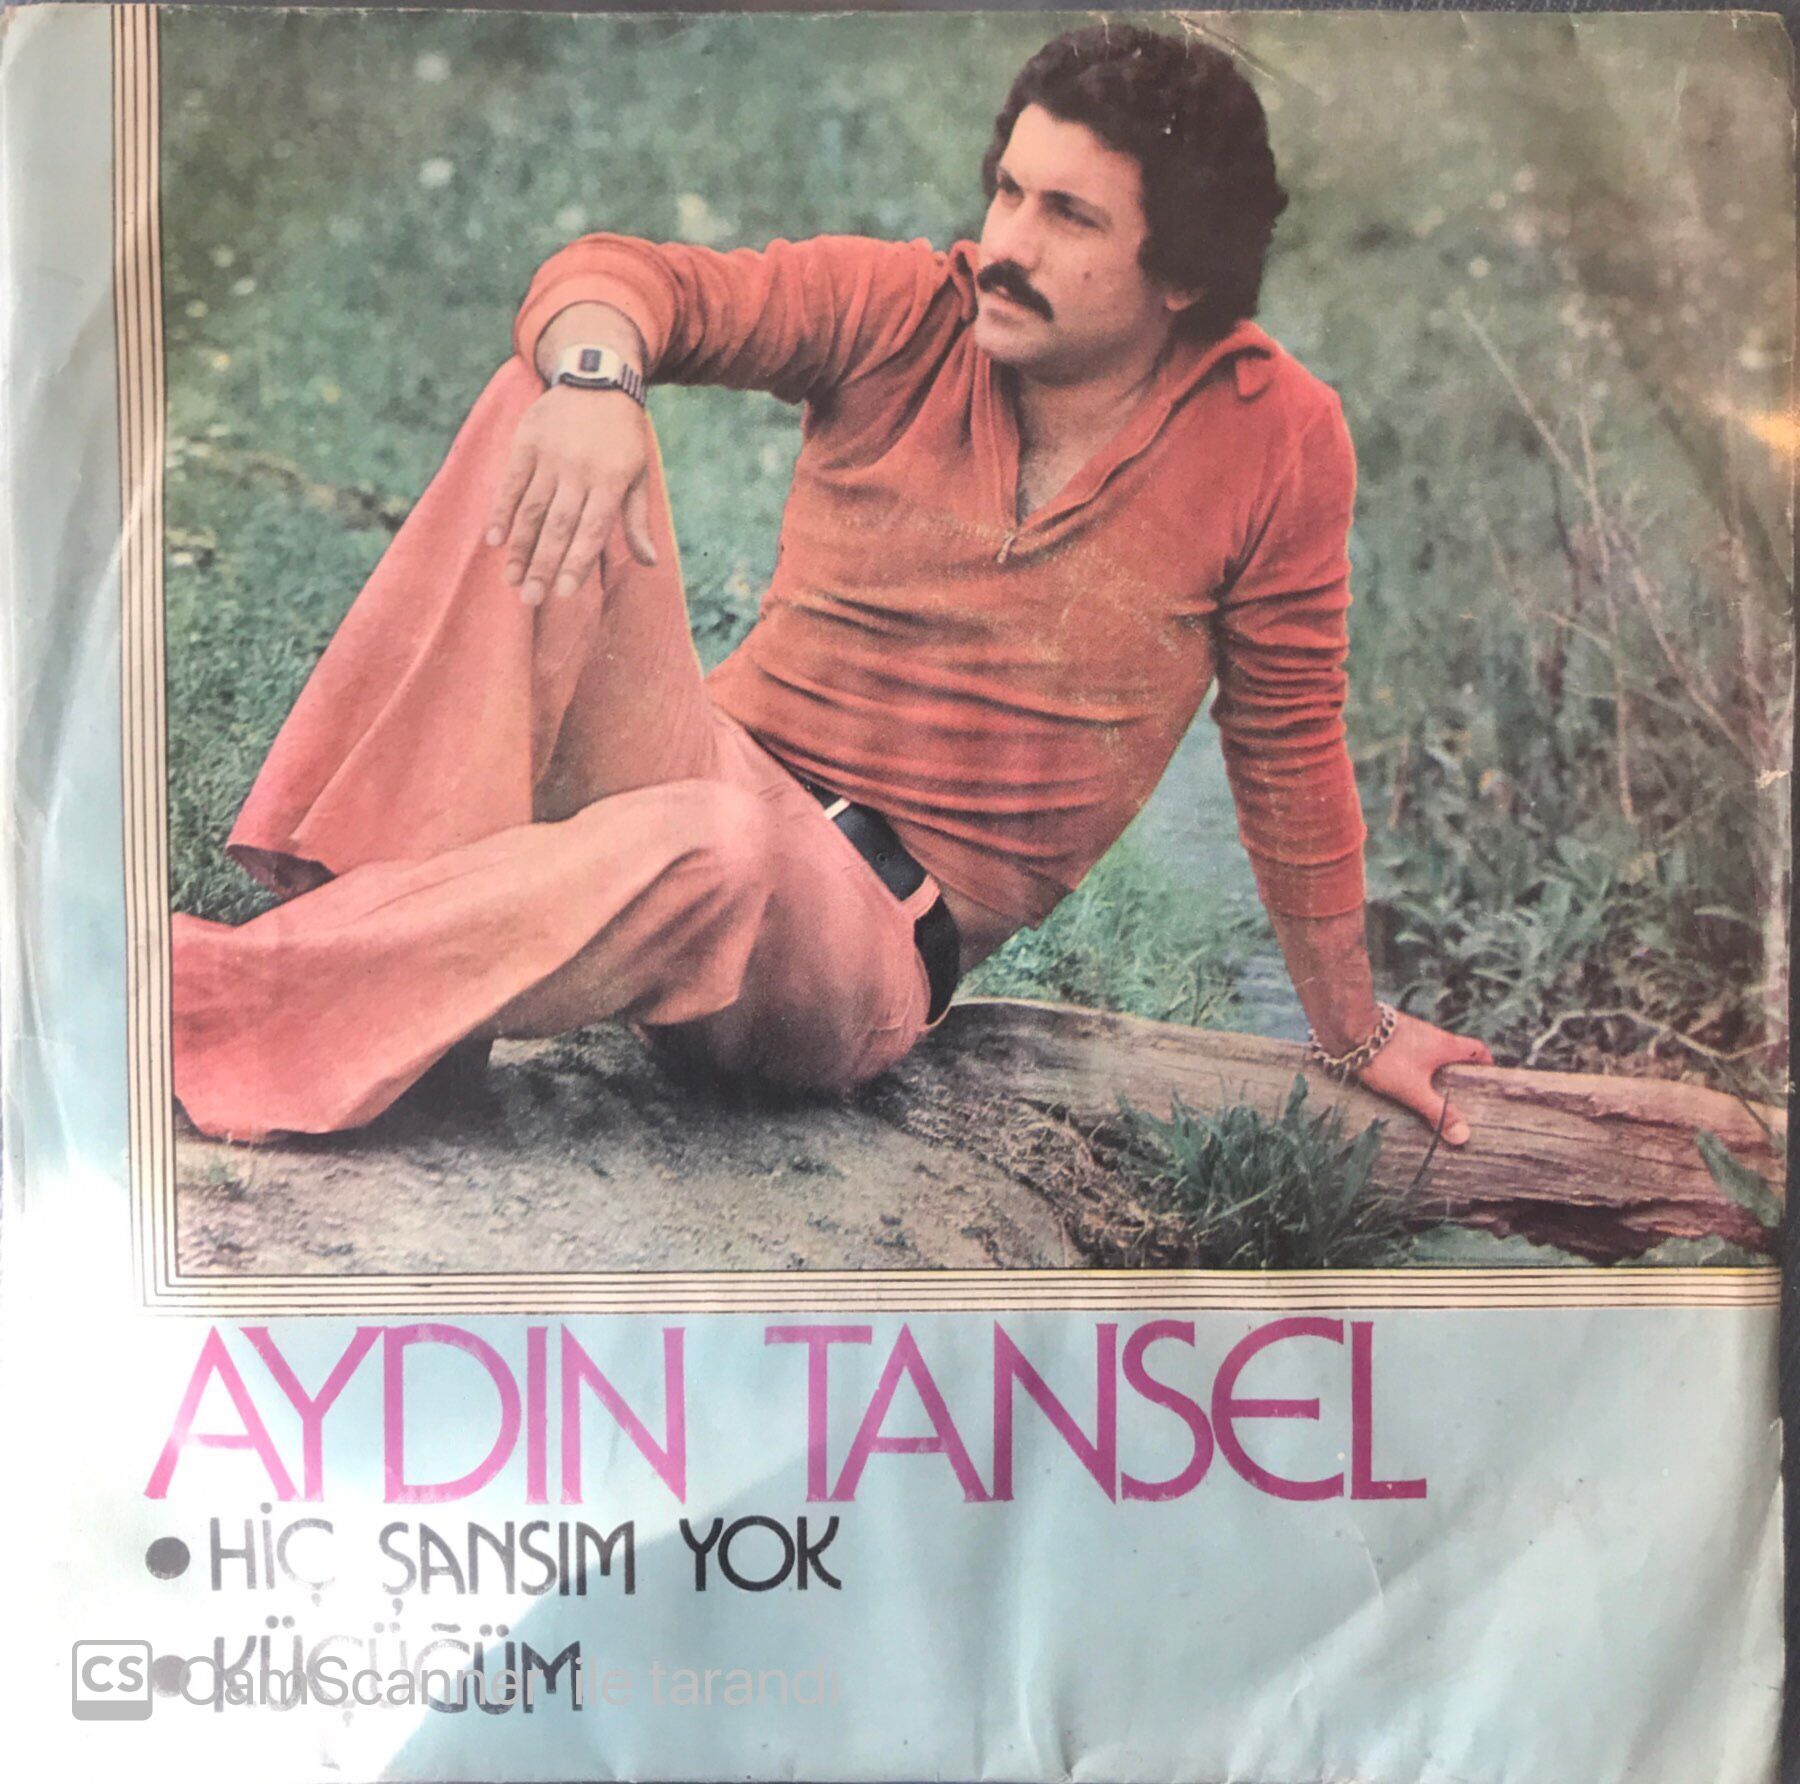 AYDIN TANSEL
• HİÇ ŞANSIM YOK
• KÜÇÜĞÜM
CS CamScanner ile tarandı